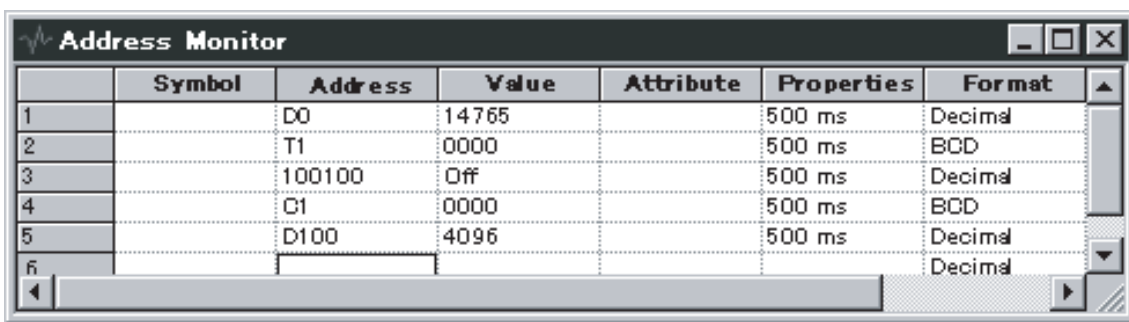 Address Monitor
Symbol Address Value Attribute Properties Format
1 D0 14765 500 ms Decimal
2 T1 0000 500 ms BCD
3 100100 Off 500 ms Decimal
4 C1 0000 500 ms BCD
5 D100 4096 500 ms Decimal
6 Decimal